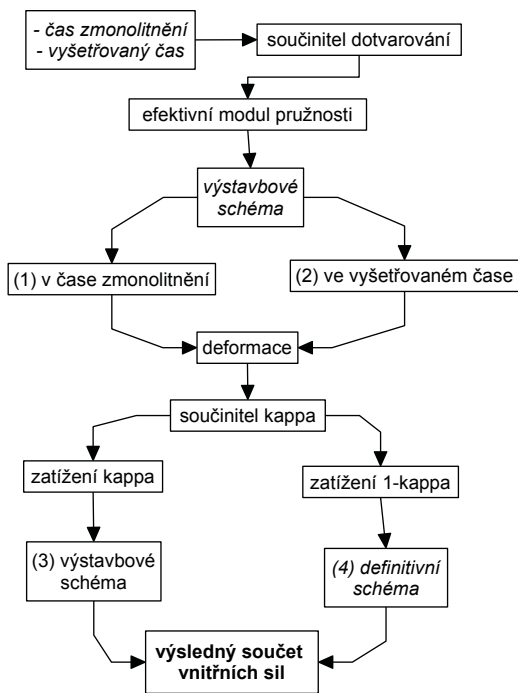 - čas zmonolitnění
- vyšetřovaný čas
součinitel dotvarování
efektivní modul pružnosti
výstavbové
schéma
(1) v čase zmonolitnění
(2) ve vyšetřovaném čase
deformace
součinitel kappa
zatížení kappa
zatížení 1-kappa
(3) výstavbové
schéma
(4) definitivní
schéma
výsledný součet
vnitřních sil